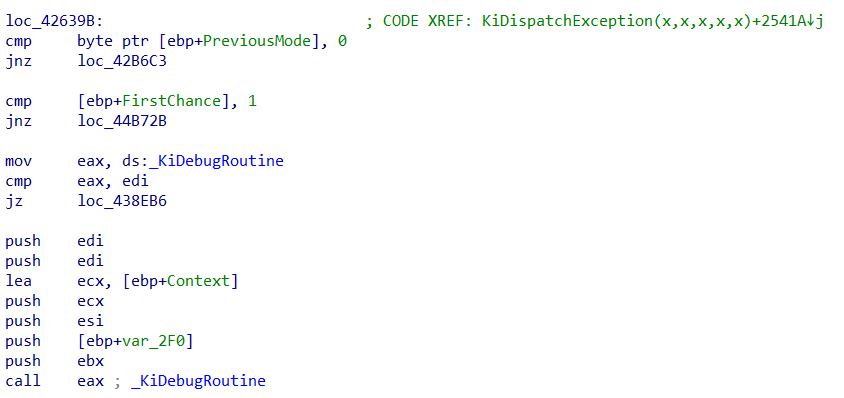 loc_42639B: ; CODE XREF: KiDispatchException(x,x,x,x,x)+2541A↓j
cmp byte ptr [ebp+PreviousMode], 0
jnz loc_42B6C3
cmp [ebp+FirstChance], 1
jnz loc_44B72B
mov eax, ds:_KiDebugRoutine
cmp eax, edi
jz loc_438EB6
push edi
push edi
lea ecx, [ebp+Context]
push ecx
push esi
push [ebp+var_2F0]
push ebx
call eax ; _KiDebugRoutine